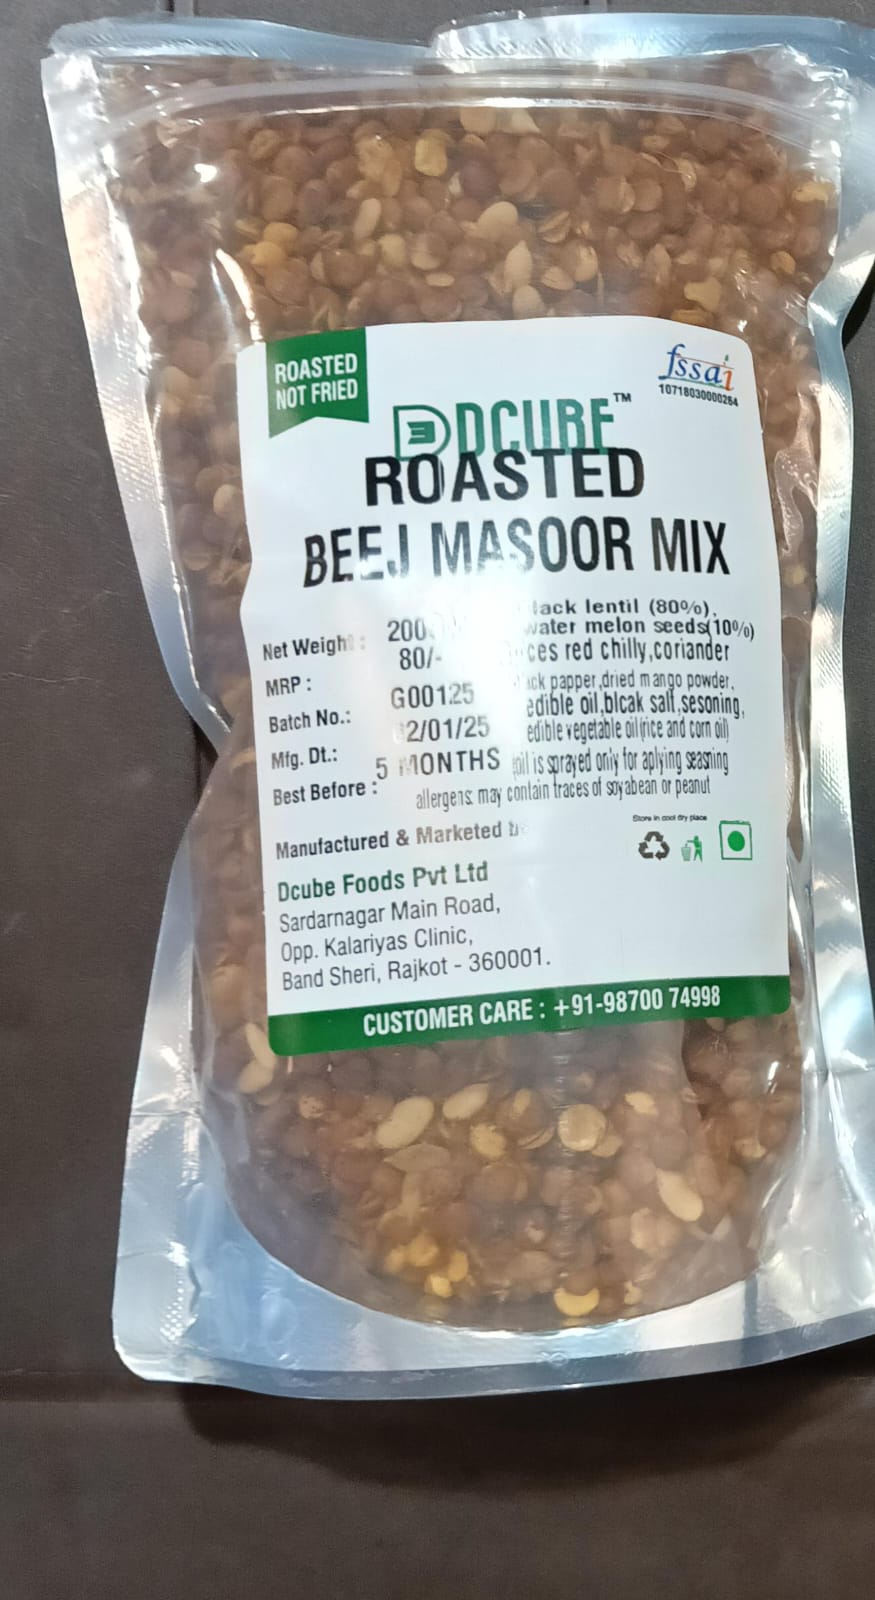 ROASTED
NOT FRIED
fssai
10718030000264
DCUBE™
ROASTED
BEEJ MASOOR MIX
Net Weight :
MRP : 80/-
Batch No.: G00125
Mfg. Dt.: 2/01/25
Best Before : 5 MONTHS
lentil (80%),
water melon seeds(10%)
red chilly,coriander
papper,dried mango powder,
edible oil,blcak salt,sesoning,
edible vegetable oil(rice and corn oil)
oil is sprayed only for aplying seasning
allergens: may contain traces of soyabean or peanut
Store in cool dry place
Manufactured & Marketed
Dcube Foods Pvt Ltd
Sardarnagar Main Road,
Opp. Kalariyas Clinic,
Band Sheri, Rajkot - 360001.
CUSTOMER CARE : +91-98700 74998